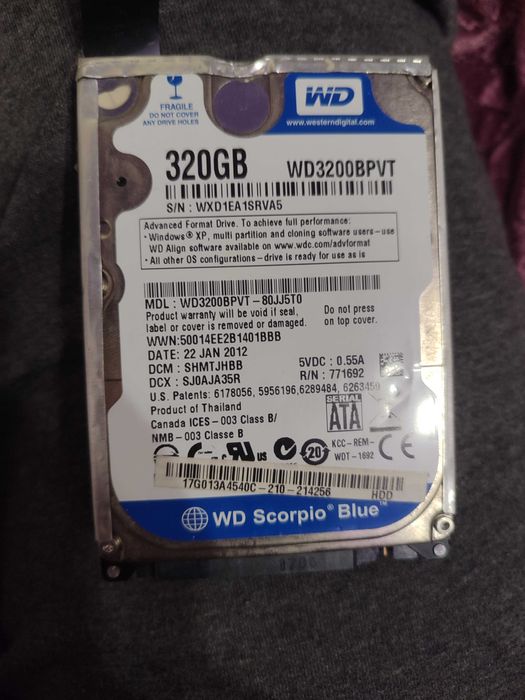 FRAGILE
DO NOT COVER
ANY DRIVE HOLES
WD
www.westerndigital.com
320GB
WD3200BPVT
S/N : WXD1EA1SRVA5
Advanced Format Drive. To achieve full performance:
• Windows® XP, multi partition and cloning software users-use
WD Align software available on www.wdc.com/advformat
• All other OS configurations-drive is ready for use as is
MDL : WD3200BPVT-80JJ5T0
Product warranty will be void if seal,
label or cover is removed or damaged.
Do not press
on top cover.
WWN:50014EE2B1401BBB
DATE: 22 JAN 2012
DCM : SHMTJHBB
DCX : SJ0AJA35R
5VDC : 0.55A
R/N : 771692
U.S. Patents: 6178056, 5956196,6289484, 6263459
Product of Thailand
Canada ICES-003 Class B/
NMB-003 Classe B
SERIAL
ATA
US
20
KCC-REM-
WDT-1692
CE
17G013A4540C-210-214256
HDD
WD Scorpio® Blue™